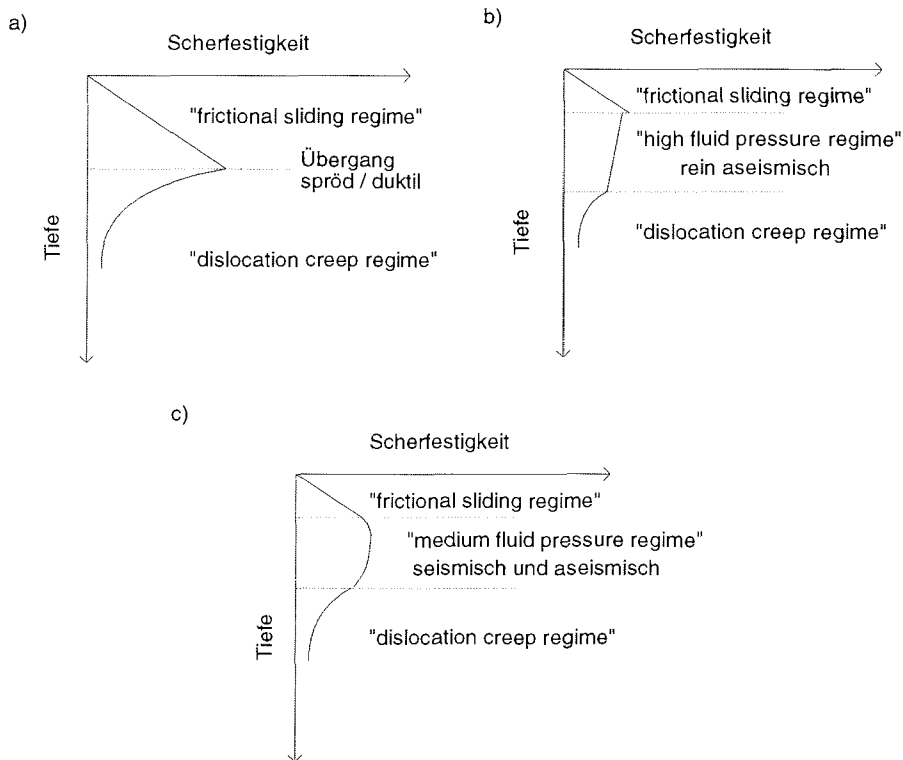 a)
Scherfestigkeit
"frictional sliding regime"
Übergang
spröd / duktil
"dislocation creep regime"
Tiefe
b)
Scherfestigkeit
"frictional sliding regime"
"high fluid pressure regime"
rein aseismisch
"dislocation creep regime"
Tiefe
c)
Scherfestigkeit
"frictional sliding regime"
"medium fluid pressure regime"
seismisch und aseismisch
"dislocation creep regime"
Tiefe